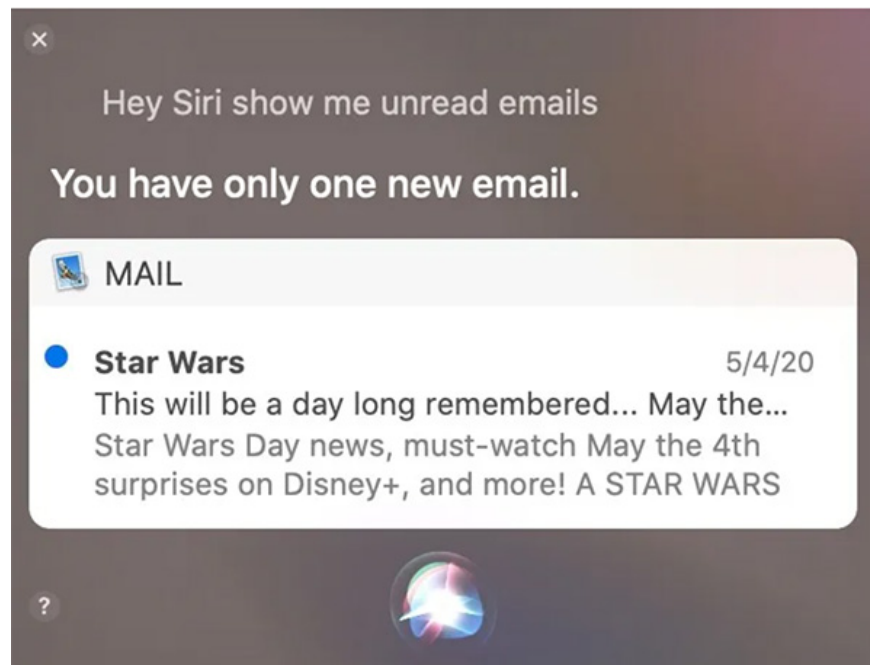 Hey Siri show me unread emails
You have only one new email.
MAIL
Star Wars 5/4/20
This will be a day long remembered... May the...
Star Wars Day news, must-watch May the 4th
surprises on Disney+, and more! A STAR WARS
?